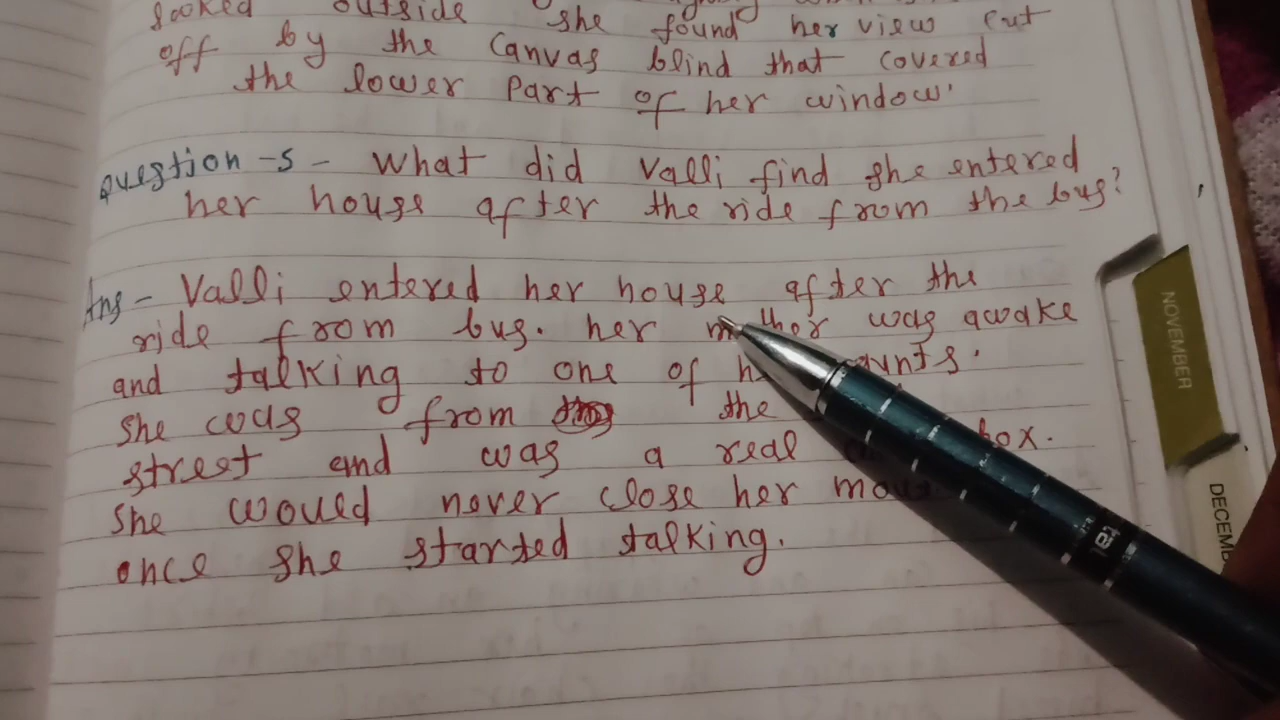 looked outside she found her view cut
off by the canvas blind that covered
the lower part of her window.
question-5- What did Valli find she entered
her house after the ride from the bus?
Ans- Valli entered her house after the
ride from bus. her was awake
and talking to one of
she was from the
street and was a real box.
she would never close her
once she started talking.
NOVEMBER